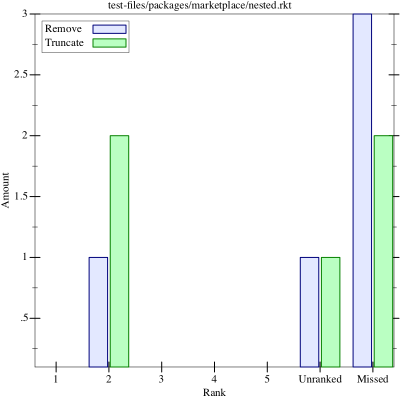 test-files/packages/marketplace/nested.rkt
Remove
Truncate
3
2.5
2
1.5
1
.5
Amount
1 2 3 4 5 Unranked Missed
Rank